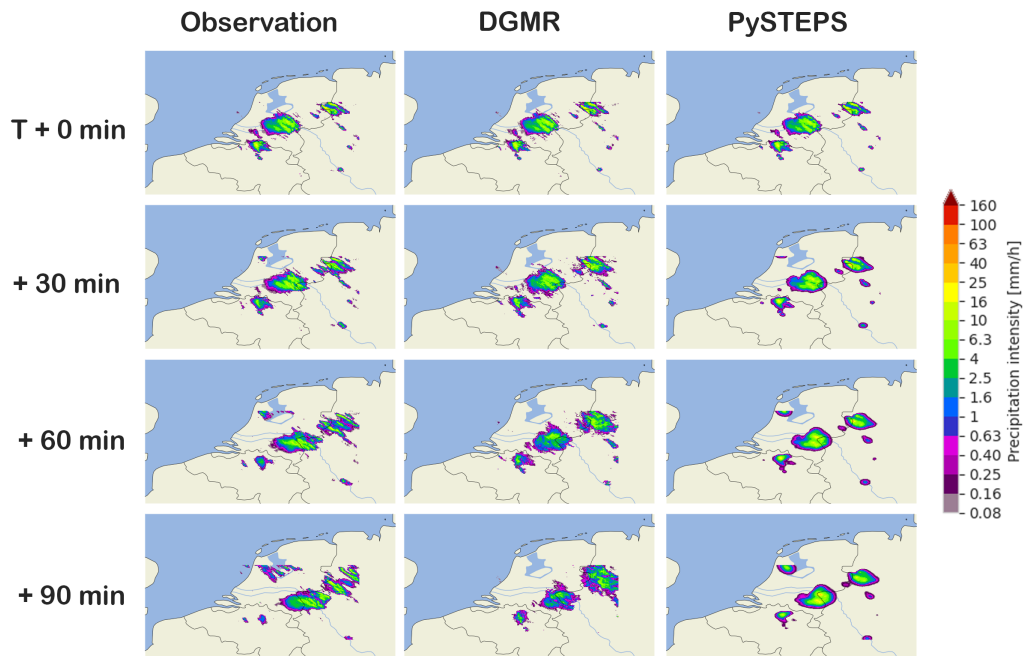 Observation DGMR PySTEPS
T + 0 min
+ 30 min
+ 60 min
+ 90 min
160
100
63
40
25
16
10
6.3
4
2.5
1.6
1
0.63
0.40
0.25
0.16
0.08
Precipitation intensity [mm/h]